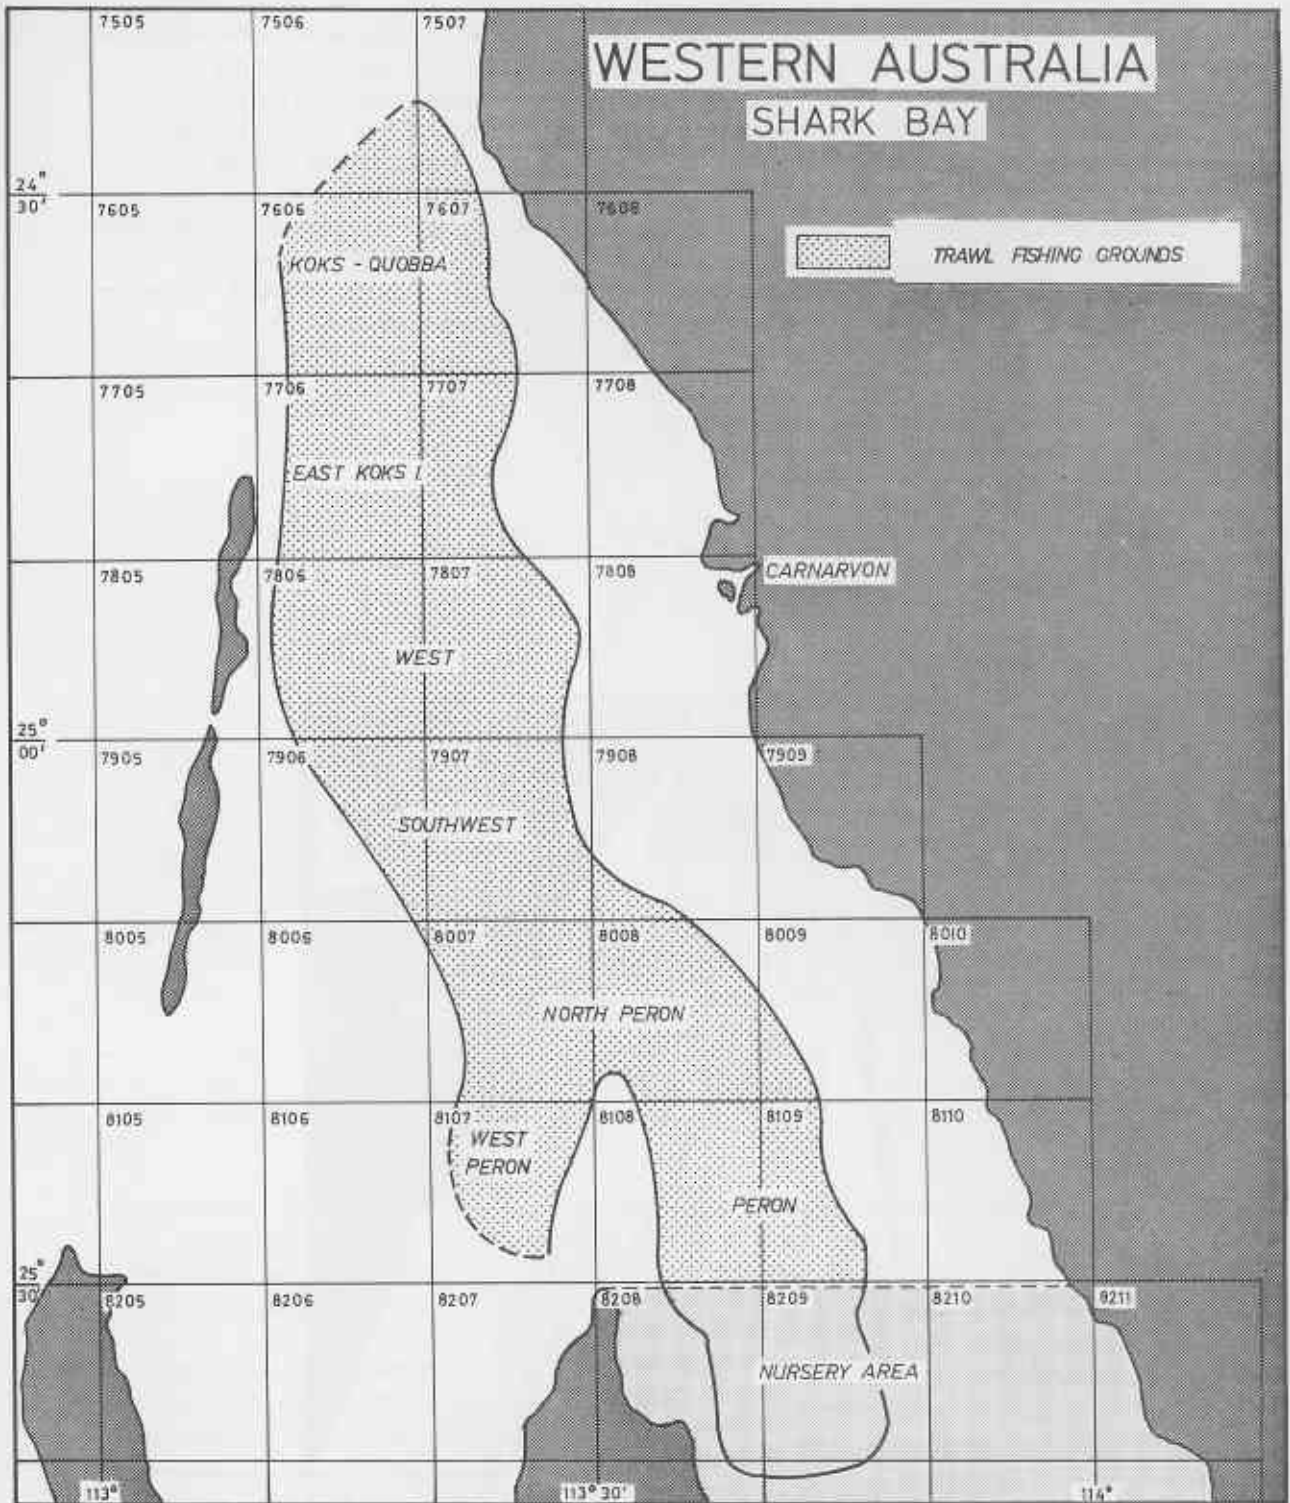 7505 7506 7507
WESTERN AUSTRALIA
SHARK BAY
24°
30'
7605 7606 7607 7608
TRAWL FISHING GROUNDS
KOKS - QUOBBA
7705 7706 7707 7708
EAST KOKS I.
7805 7806 7807 7808
CARNARVON
WEST
25°
00'
7905 7906 7907 7908 7909
SOUTHWEST
8005 8006 8007 8008 8009 8010
NORTH PERON
8105 8106 8107 8108 8109 8110
WEST
PERON
PERON
25°
30'
8205 8206 8207 8208 8209 8210 8211
NURSERY AREA
113° 113° 30' 114°